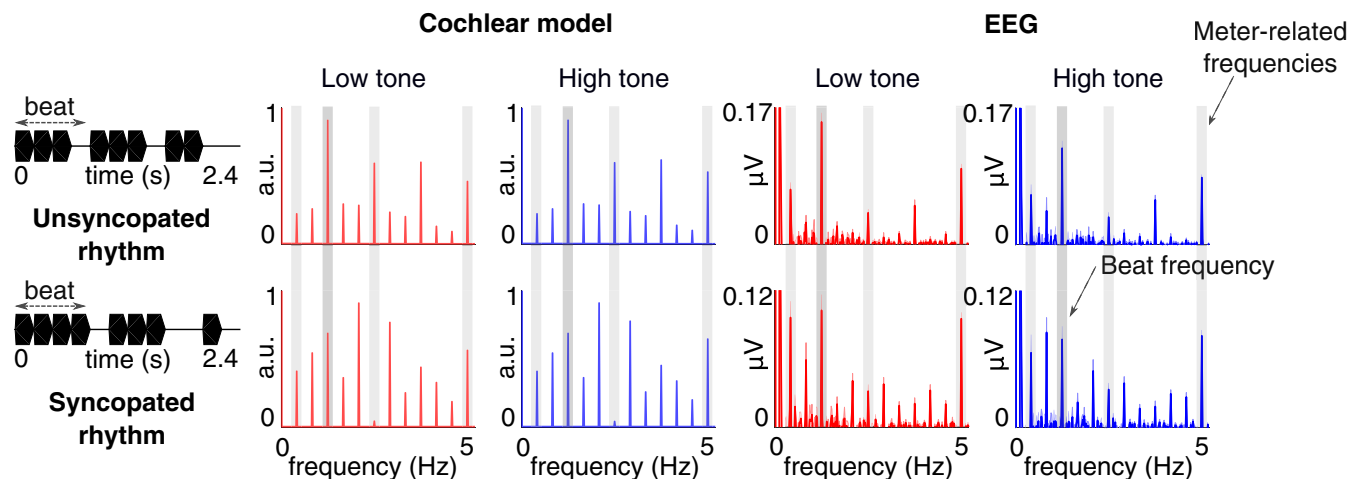 Cochlear model
EEG
Meter-related
frequencies
Low tone
High tone
Low tone
High tone
beat
0
time (s)
2.4
Unsyncopated
rhythm
1
a.u.
0
1
a.u.
0
0.17
µV
0
0.17
µV
0
Beat frequency
beat
0
time (s)
2.4
Syncopated
rhythm
1
a.u.
0
0
5
frequency (Hz)
1
a.u.
0
0
5
frequency (Hz)
0.12
µV
0
0
5
frequency (Hz)
0.12
µV
0
0
5
frequency (Hz)